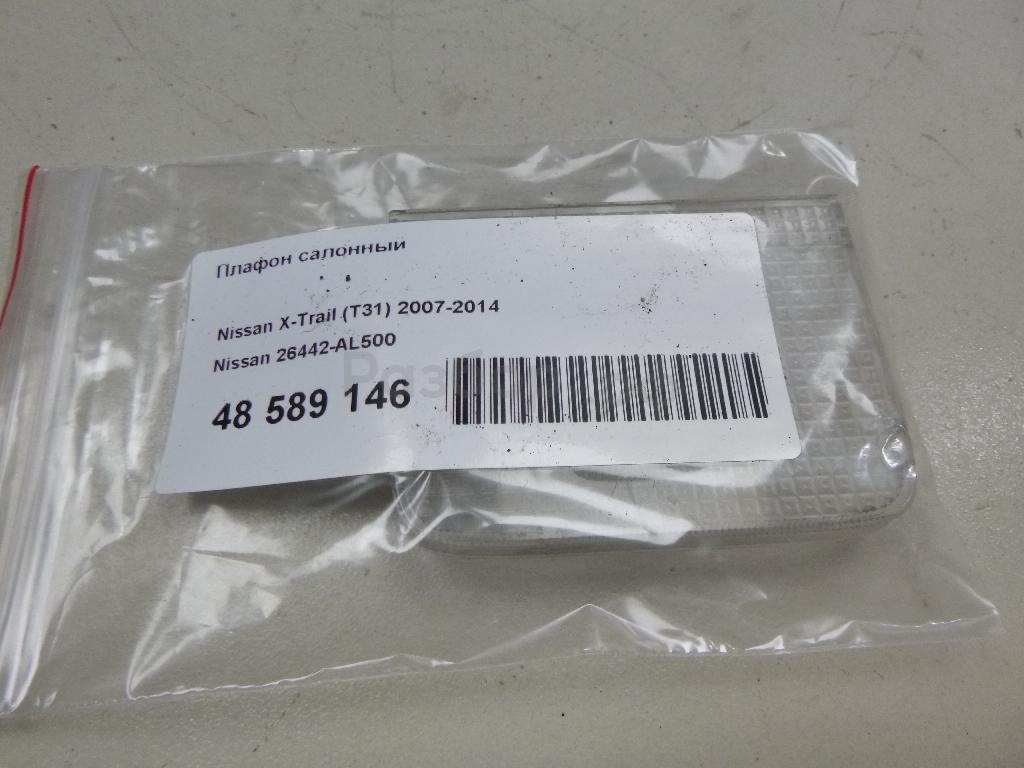 Плафон салонный
Nissan X-Trail (T31) 2007-2014
Nissan 26442-AL500
48 589 146